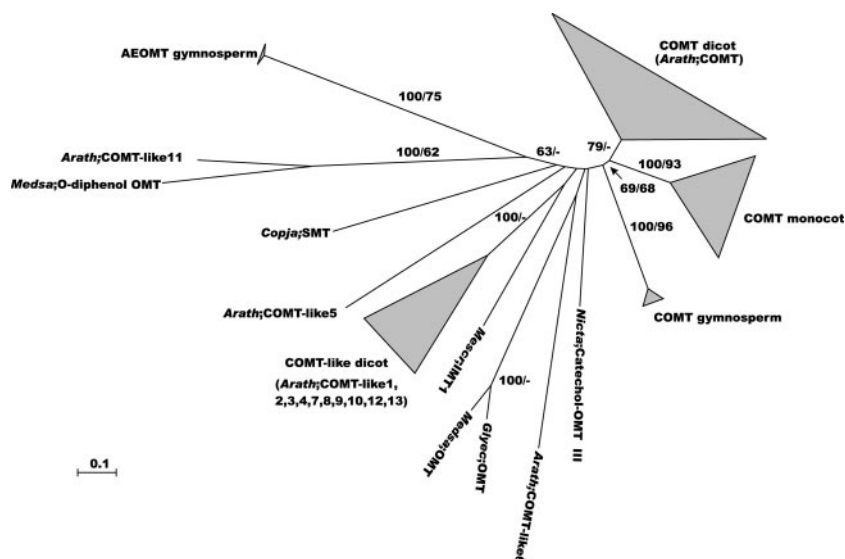 AEOMT gymnosperm
COMT dicot
(Arath;COMT)
100/75
63/-
79/-
100/62
100/93
69/68
Arath;COMT-like11
Medsa;O-diphenol OMT
Copja;SMT
100/-
100/96
COMT monocot
Arath;COMT-like5
COMT gymnosperm
COMT-like dicot
(Arath;COMT-like1,
2,3,4,7,8,9,10,12,13)
Mescr;IMT1
Nicta;Catechol-OMT III
100/-
Medsa;OMT
Glyec;OMT
Arath;COMT-like
0.1